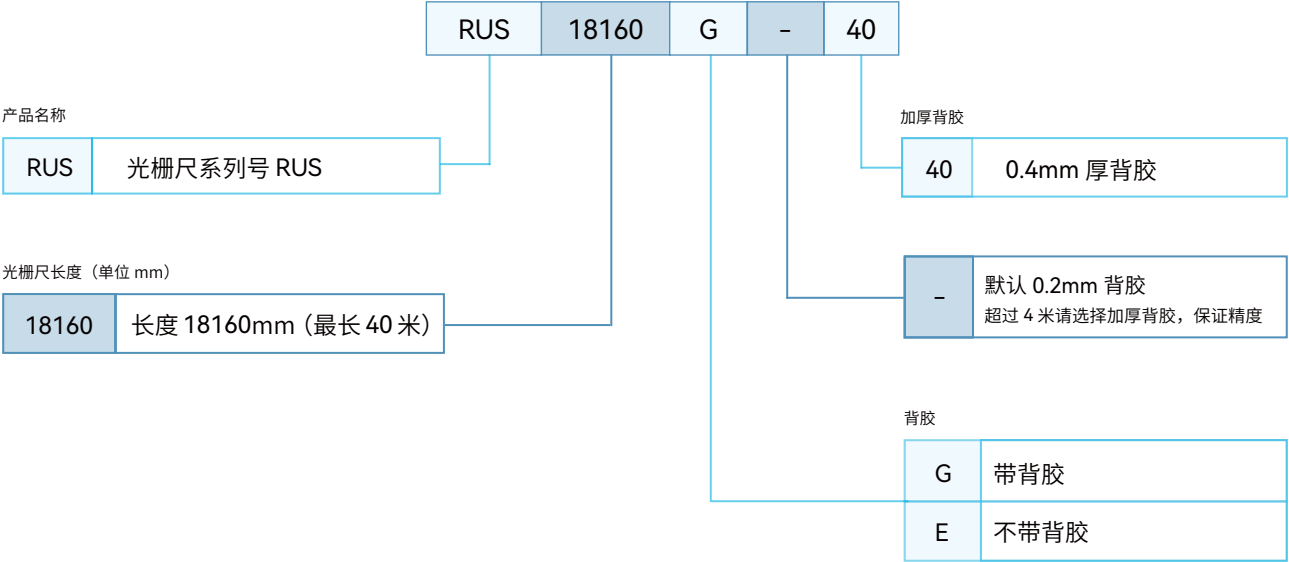 RUS 18160 G - 40
产品名称
RUS 光栅尺系列号 RUS
光栅尺长度（单位 mm）
18160 长度 18160mm（最长 40 米）
加厚背胶
40 0.4mm 厚背胶
- 默认 0.2mm 背胶
超过 4 米请选择加厚背胶，保证精度
背胶
G 带背胶
E 不带背胶